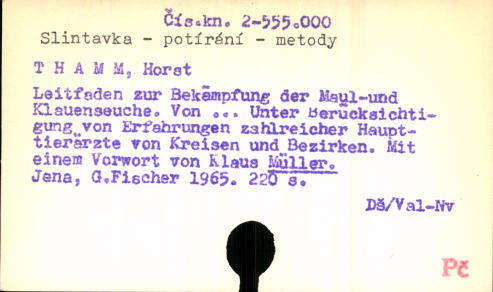 Čís.kn. 2-555.000
Slintavka - potírání - metody
T H A M M, Horst
Leitfaden zur Bekämpfung der Maul-und
Klauenseuche. Von ... Unter Berücksichti-
gung von Erfahrungen zahlreicher Haupt-
tierärzte von Kreisen und Bezirken. Mit
einem Vorwort von Klaus Müller.
Jena, G.Fischer 1965. 220 s.
Dš/Val-Nv
Pč